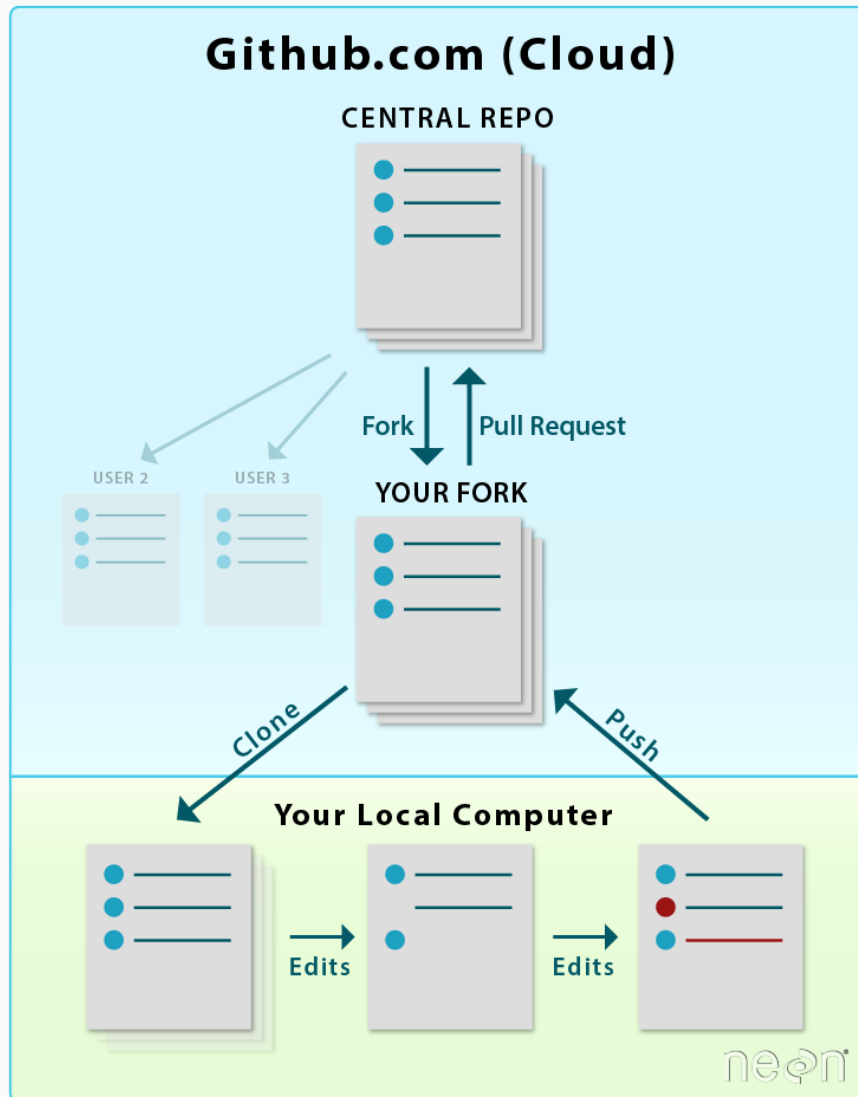 Github.com (Cloud)
CENTRAL REPO
Fork
Pull Request
USER 2
USER 3
YOUR FORK
Clone
Push
Your Local Computer
Edits
Edits
neon